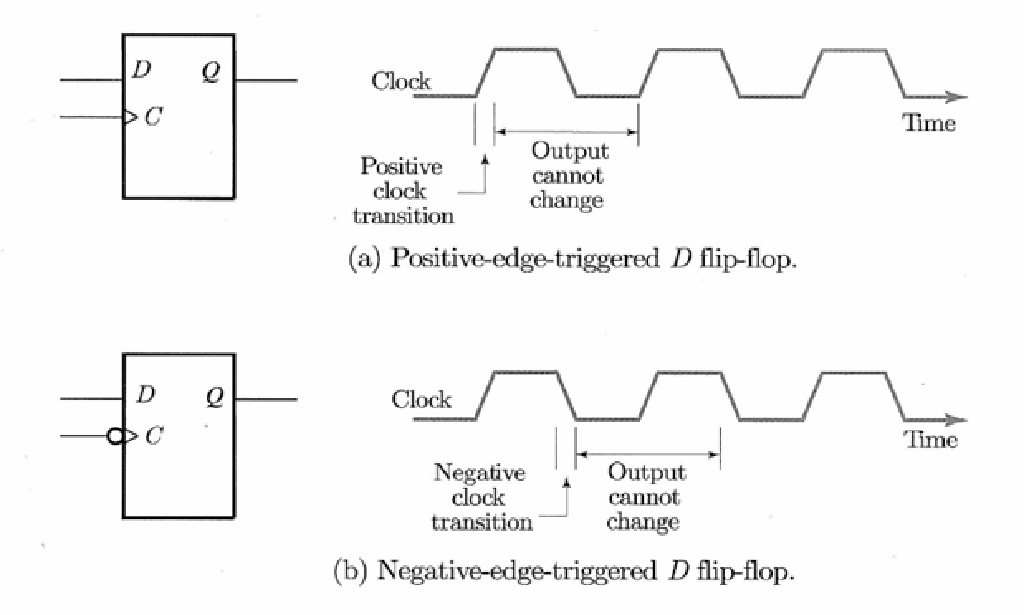 D Q
C
Clock
Time
Positive
clock
transition
Output
cannot
change
(a) Positive-edge-triggered D flip-flop.
D Q
C
Clock
Time
Negative
clock
transition
Output
cannot
change
(b) Negative-edge-triggered D flip-flop.